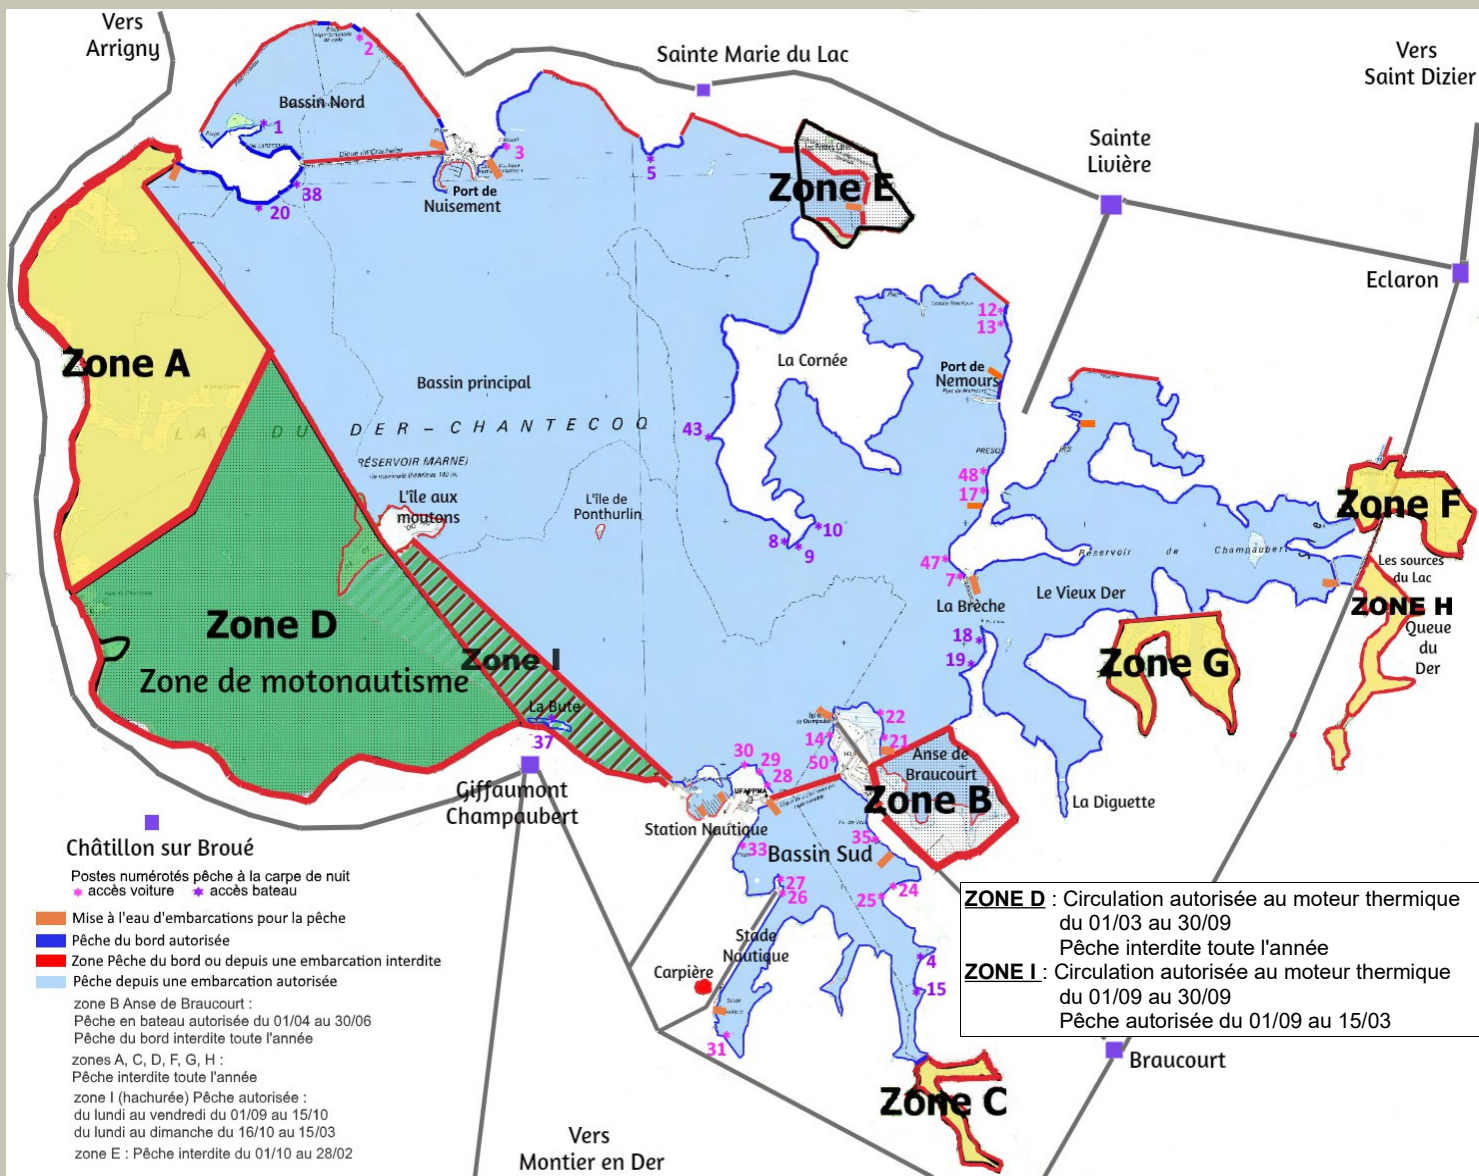 Vers
Arrigny
2
Sainte Marie du Lac
Vers
Saint Dizier
Bassin Nord
1
Digue d'Orachelet
3
5
38
20
Port de
Nuisement
Zone E
Sainte
Livière
Eclaron
Zone A
12
13
La Cornée
Port de
Nemours
Bassin principal
LAC DU DER - CHANTECOQ
RÉSERVOIR MARNE)
43
L'île aux
moutons
L'île de
Ponthurlin
48
17
10
8
9
47
7
Zone F
Réservoir de Champaubert
Les sources
du Lac
Le Vieux Der
La Brèche
ZONE H
Queue
du
Der
Zone D
Zone de motonautisme
Zone I
18
19
Zone G
La Bute
37
22
14
21
50
Anse de
Braucourt
Zone B
La Diguette
30
29
28
UFAPPMA
Station Nautique
Giffaumont
Champaubert
35
33
Bassin Sud
27
26
24
25
Stade
Nautique
Carpière
4
15
31
Zone C
Braucourt
Vers
Montier en Der
Châtillon sur Broué
Postes numérotés pêche à la carpe de nuit
* accès voiture * accès bateau
Mise à l'eau d'embarcations pour la pêche
Pêche du bord autorisée
Zone Pêche du bord ou depuis une embarcation interdite
Pêche depuis une embarcation autorisée
zone B Anse de Braucourt :
Pêche en bateau autorisée du 01/04 au 30/06
Pêche du bord interdite toute l'année
zones A, C, D, F, G, H :
Pêche interdite toute l'année
zone I (hachurée) Pêche autorisée :
du lundi au vendredi du 01/09 au 15/10
du lundi au dimanche du 16/10 au 15/03
zone E : Pêche interdite du 01/10 au 28/02
ZONE D : Circulation autorisée au moteur thermique
du 01/03 au 30/09
Pêche interdite toute l'année
ZONE I : Circulation autorisée au moteur thermique
du 01/09 au 30/09
Pêche autorisée du 01/09 au 15/03